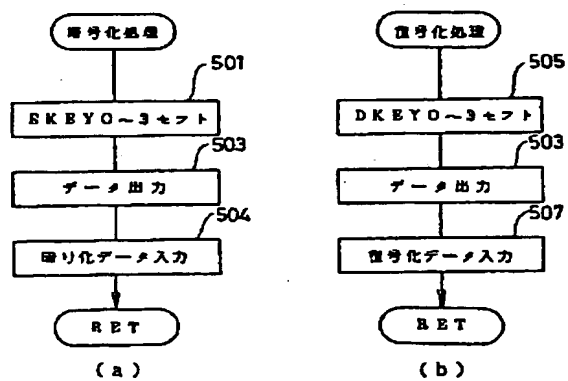 暗号化処理
501
EKEY0〜3セット
503
データ出力
504
暗号化データ入力
RET
(a)
復号化処理
505
DKEY0〜3セット
503
データ出力
507
復号化データ入力
RET
(b)